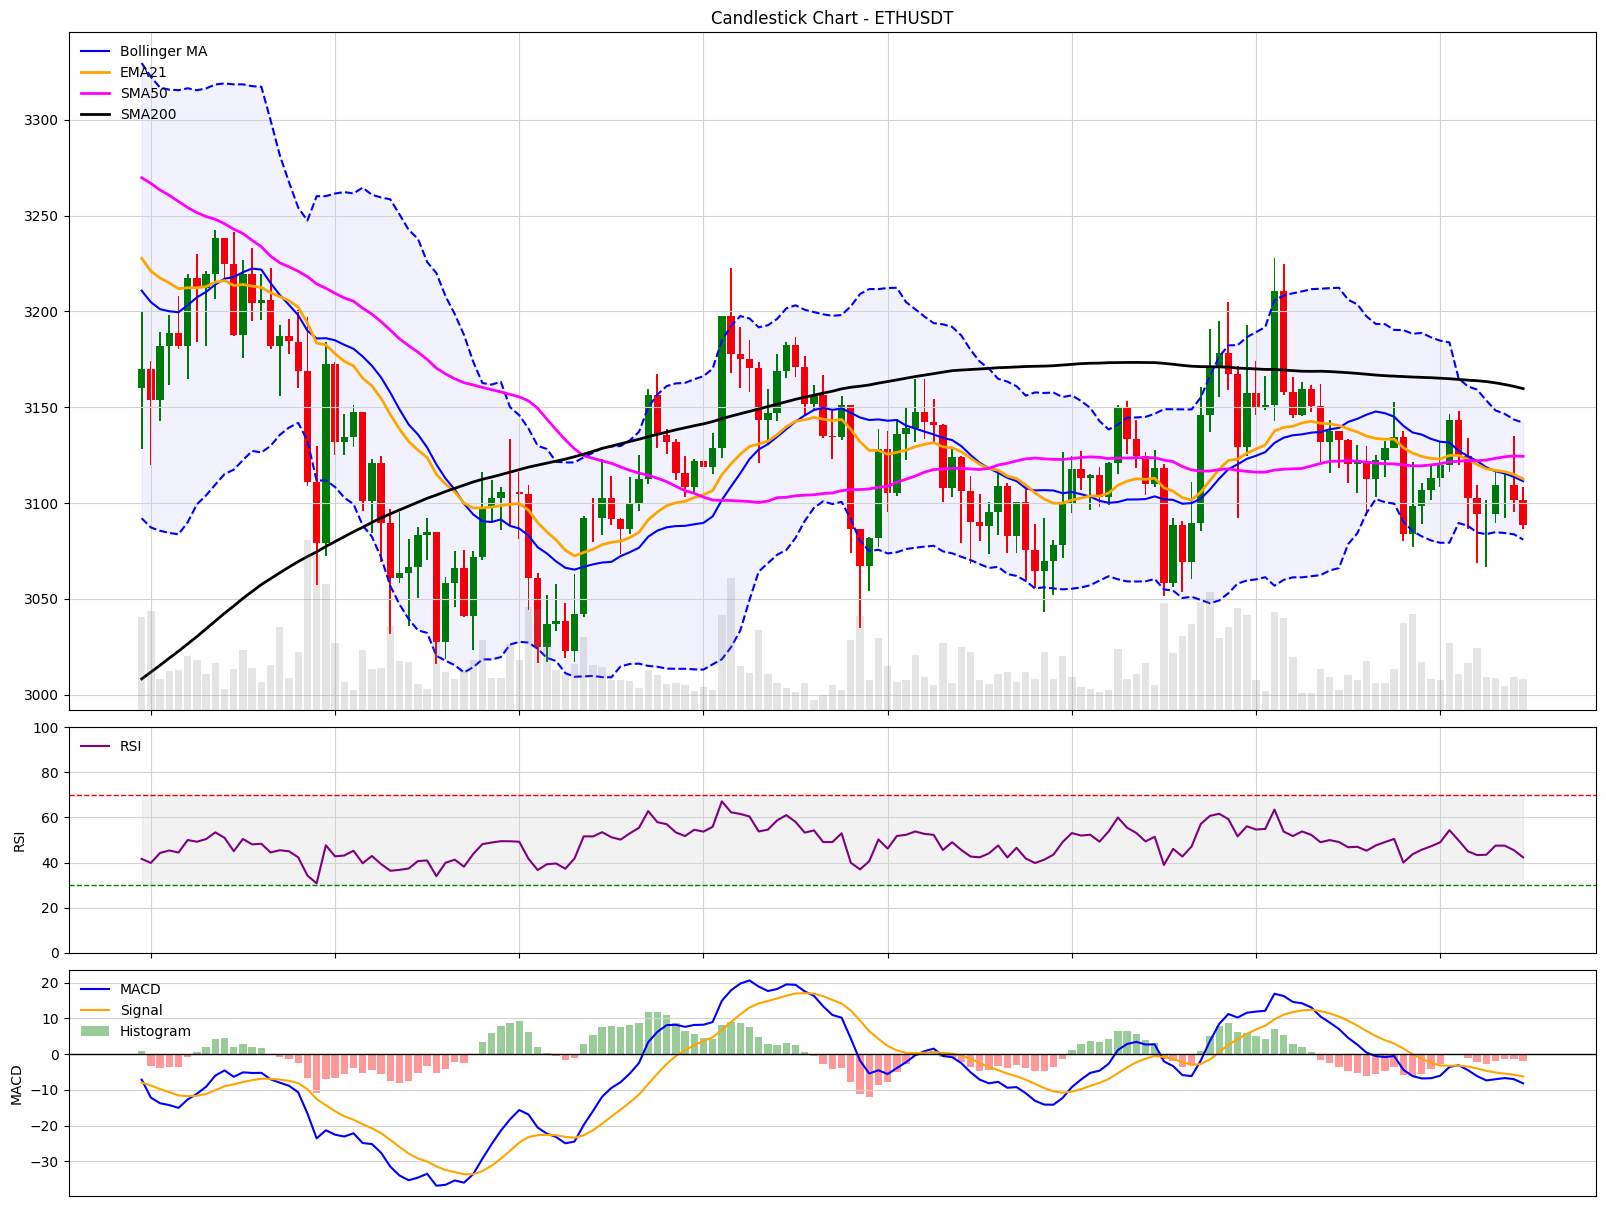 Candlestick Chart - ETHUSDT
Bollinger MA
EMA21
SMA50
SMA200
3300
3250
3200
3150
3100
3050
3000
RSI
100
80
60
40
20
0
RSI
MACD
Signal
Histogram
20
10
0
−10
−20
−30
MACD